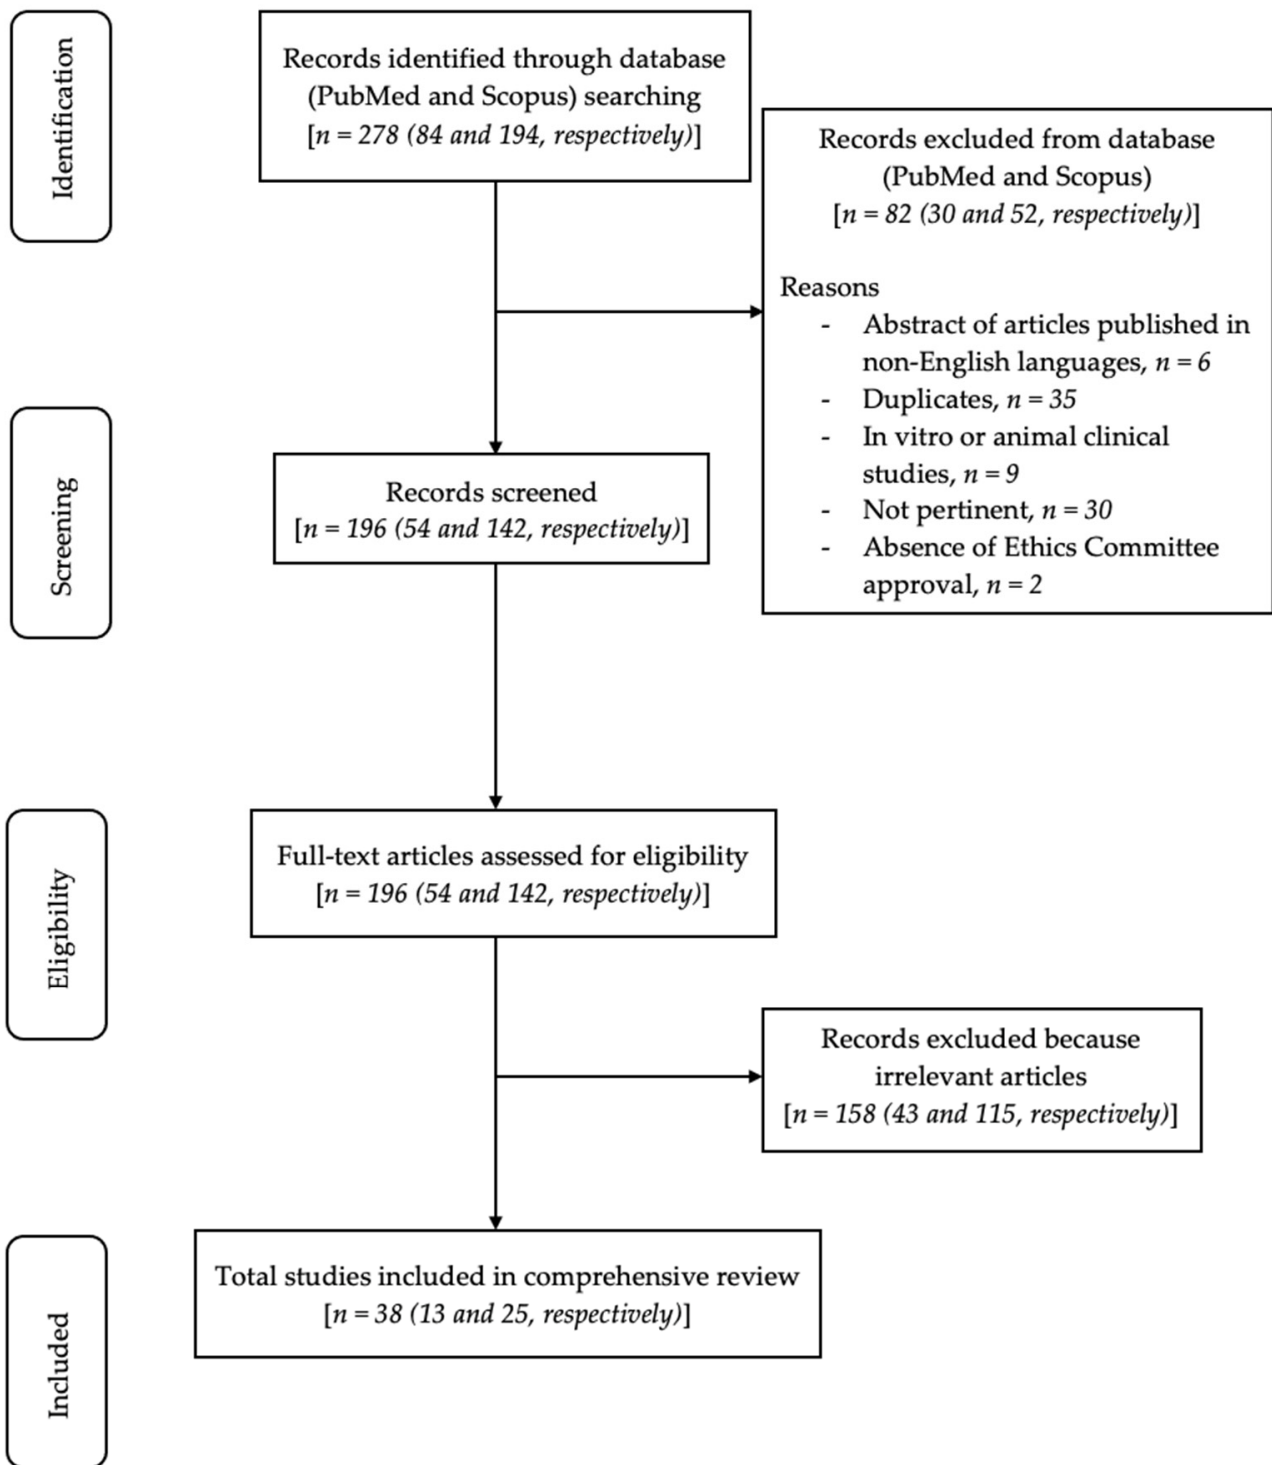 Identification
Records identified through database
(PubMed and Scopus) searching
[n = 278 (84 and 194, respectively)]
Records excluded from database
(PubMed and Scopus)
[n = 82 (30 and 52, respectively)]
Reasons
- Abstract of articles published in
non-English languages, n = 6
- Duplicates, n = 35
- In vitro or animal clinical
studies, n = 9
- Not pertinent, n = 30
- Absence of Ethics Committee
approval, n = 2
Screening
Records screened
[n = 196 (54 and 142, respectively)]
Eligibility
Full-text articles assessed for eligibility
[n = 196 (54 and 142, respectively)]
Records excluded because
irrelevant articles
[n = 158 (43 and 115, respectively)]
Included
Total studies included in comprehensive review
[n = 38 (13 and 25, respectively)]